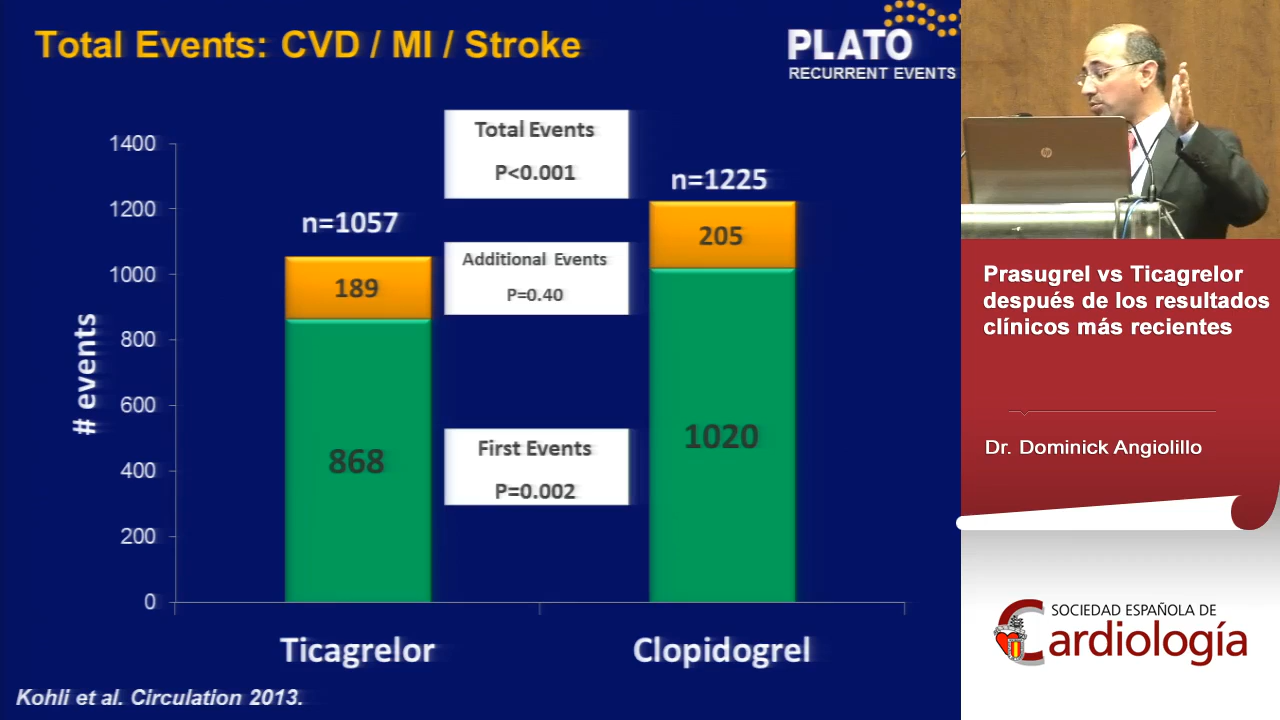 Total Events: CVD / MI / Stroke
PLATO
RECURRENT EVENTS
Total Events
P<0.001
Additional Events
P=0.40
First Events
P=0.002
n=1057
189
868
n=1225
205
1020
# events
1400
1200
1000
800
600
400
200
0
Ticagrelor
Clopidogrel
Kohli et al. Circulation 2013.
hp
Prasugrel vs Ticagrelor
después de los resultados
clínicos más recientes
Dr. Dominick Angiolillo
SOCIEDAD ESPAÑOLA DE
Cardiología